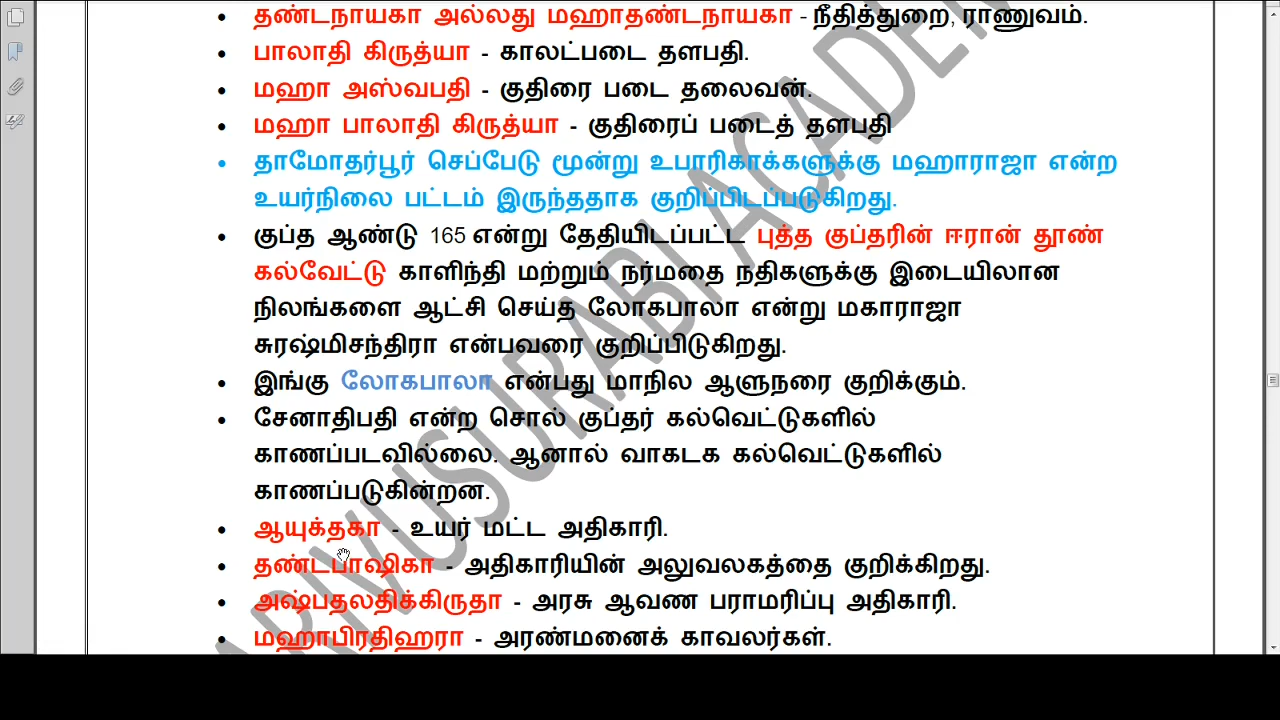 • தண்டநாயகா அல்லது மஹாதண்டநாயகா - நீதித்துறை, ராணுவம்.
• பாலாதி கிருத்யா - காலட்படை தளபதி.
• மஹா அஸ்வபதி - குதிரை படை தலைவன்.
• மஹா பாலாதி கிருத்யா - குதிரைப் படைத் தளபதி
• தாமோதர்பூர் செப்பேடு மூன்று உபாரிகாக்களுக்கு மஹாராஜா என்ற
உயர்நிலை பட்டம் இருந்ததாக குறிப்பிடப்படுகிறது.
• குப்த ஆண்டு 165 என்று தேதியிடப்பட்ட புத்த குப்தரின் ஈரான் தூண்
கல்வேட்டு காளிந்தி மற்றும் நர்மதை நதிகளுக்கு இடையிலான
நிலங்களை ஆட்சி செய்த லோகபாலா என்று மகாராஜா
சுரஷ்மிசந்திரா என்பவரை குறிப்பிடுகிறது.
• இங்கு லோகபாலா என்பது மாநில ஆளுநரை குறிக்கும்.
• சேனாதிபதி என்ற சொல் குப்தர் கல்வெட்டுகளில்
காணப்படவில்லை. ஆனால் வாகடக கல்வெட்டுகளில்
காணப்படுகின்றன.
• ஆயுக்தகா - உயர் மட்ட அதிகாரி.
• தண்டபாஷிகா - அதிகாரியின் அலுவலகத்தை குறிக்கிறது.
• அஷ்பதலதிக்கிருதா - அரசு ஆவண பராமரிப்பு அதிகாரி.
• மஹாபிரதிஹரா - அரண்மனைக் காவலர்கள்.
ARIVUSURABI ACADEM